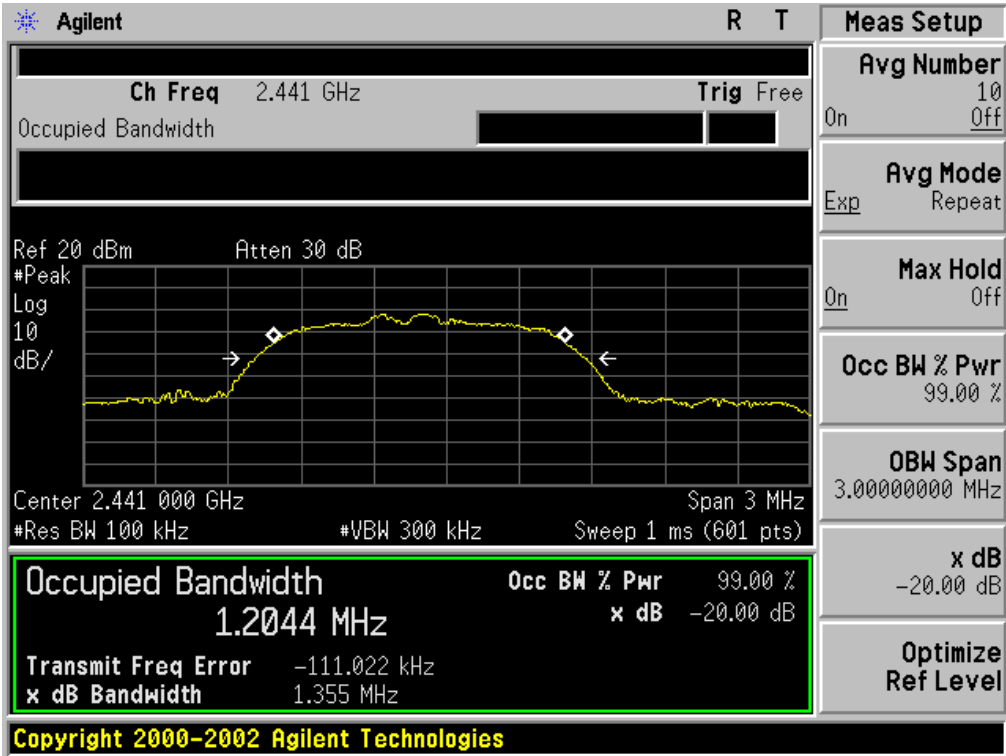 Agilent R T
Ch Freq 2.441 GHz Trig Free
Occupied Bandwidth
Ref 20 dBm Atten 30 dB
#Peak
Log
10
dB/
Center 2.441 000 GHz Span 3 MHz
#Res BW 100 kHz #VBW 300 kHz Sweep 1 ms (601 pts)
Occupied Bandwidth
1.2044 MHz
Occ BW % Pwr 99.00 %
x dB -20.00 dB
Transmit Freq Error -111.022 kHz
x dB Bandwidth 1.355 MHz
Copyright 2000-2002 Agilent Technologies
Meas Setup
Avg Number
10
On Off
Avg Mode
Exp Repeat
Max Hold
On Off
Occ BW % Pwr
99.00 %
OBW Span
3.00000000 MHz
x dB
-20.00 dB
Optimize
Ref Level